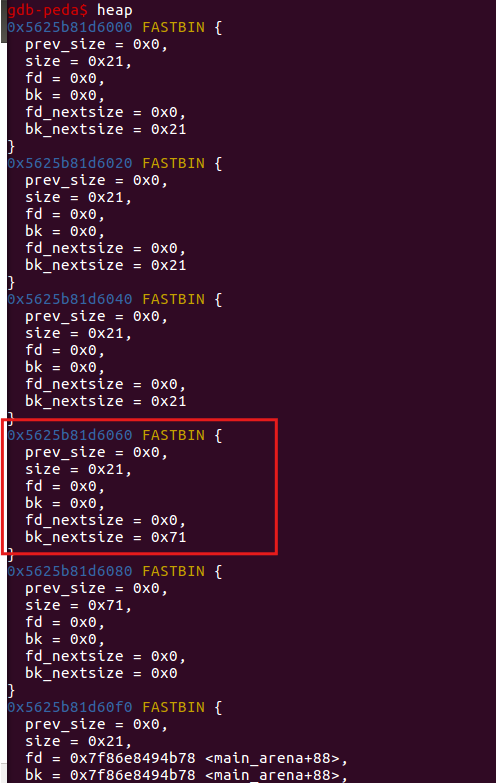 gdb-peda$ heap
0x5625b81d6000 FASTBIN {
  prev_size = 0x0,
  size = 0x21,
  fd = 0x0,
  bk = 0x0,
  fd_nextsize = 0x0,
  bk_nextsize = 0x21
}
0x5625b81d6020 FASTBIN {
  prev_size = 0x0,
  size = 0x21,
  fd = 0x0,
  bk = 0x0,
  fd_nextsize = 0x0,
  bk_nextsize = 0x21
}
0x5625b81d6040 FASTBIN {
  prev_size = 0x0,
  size = 0x21,
  fd = 0x0,
  bk = 0x0,
  fd_nextsize = 0x0,
  bk_nextsize = 0x21
}
0x5625b81d6060 FASTBIN {
  prev_size = 0x0,
  size = 0x21,
  fd = 0x0,
  bk = 0x0,
  fd_nextsize = 0x0,
  bk_nextsize = 0x71
}
0x5625b81d6080 FASTBIN {
  prev_size = 0x0,
  size = 0x71,
  fd = 0x0,
  bk = 0x0,
  fd_nextsize = 0x0,
  bk_nextsize = 0x0
}
0x5625b81d60f0 FASTBIN {
  prev_size = 0x0,
  size = 0x21,
  fd = 0x7f86e8494b78 <main_arena+88>,
  bk = 0x7f86e8494b78 <main_arena+88>,